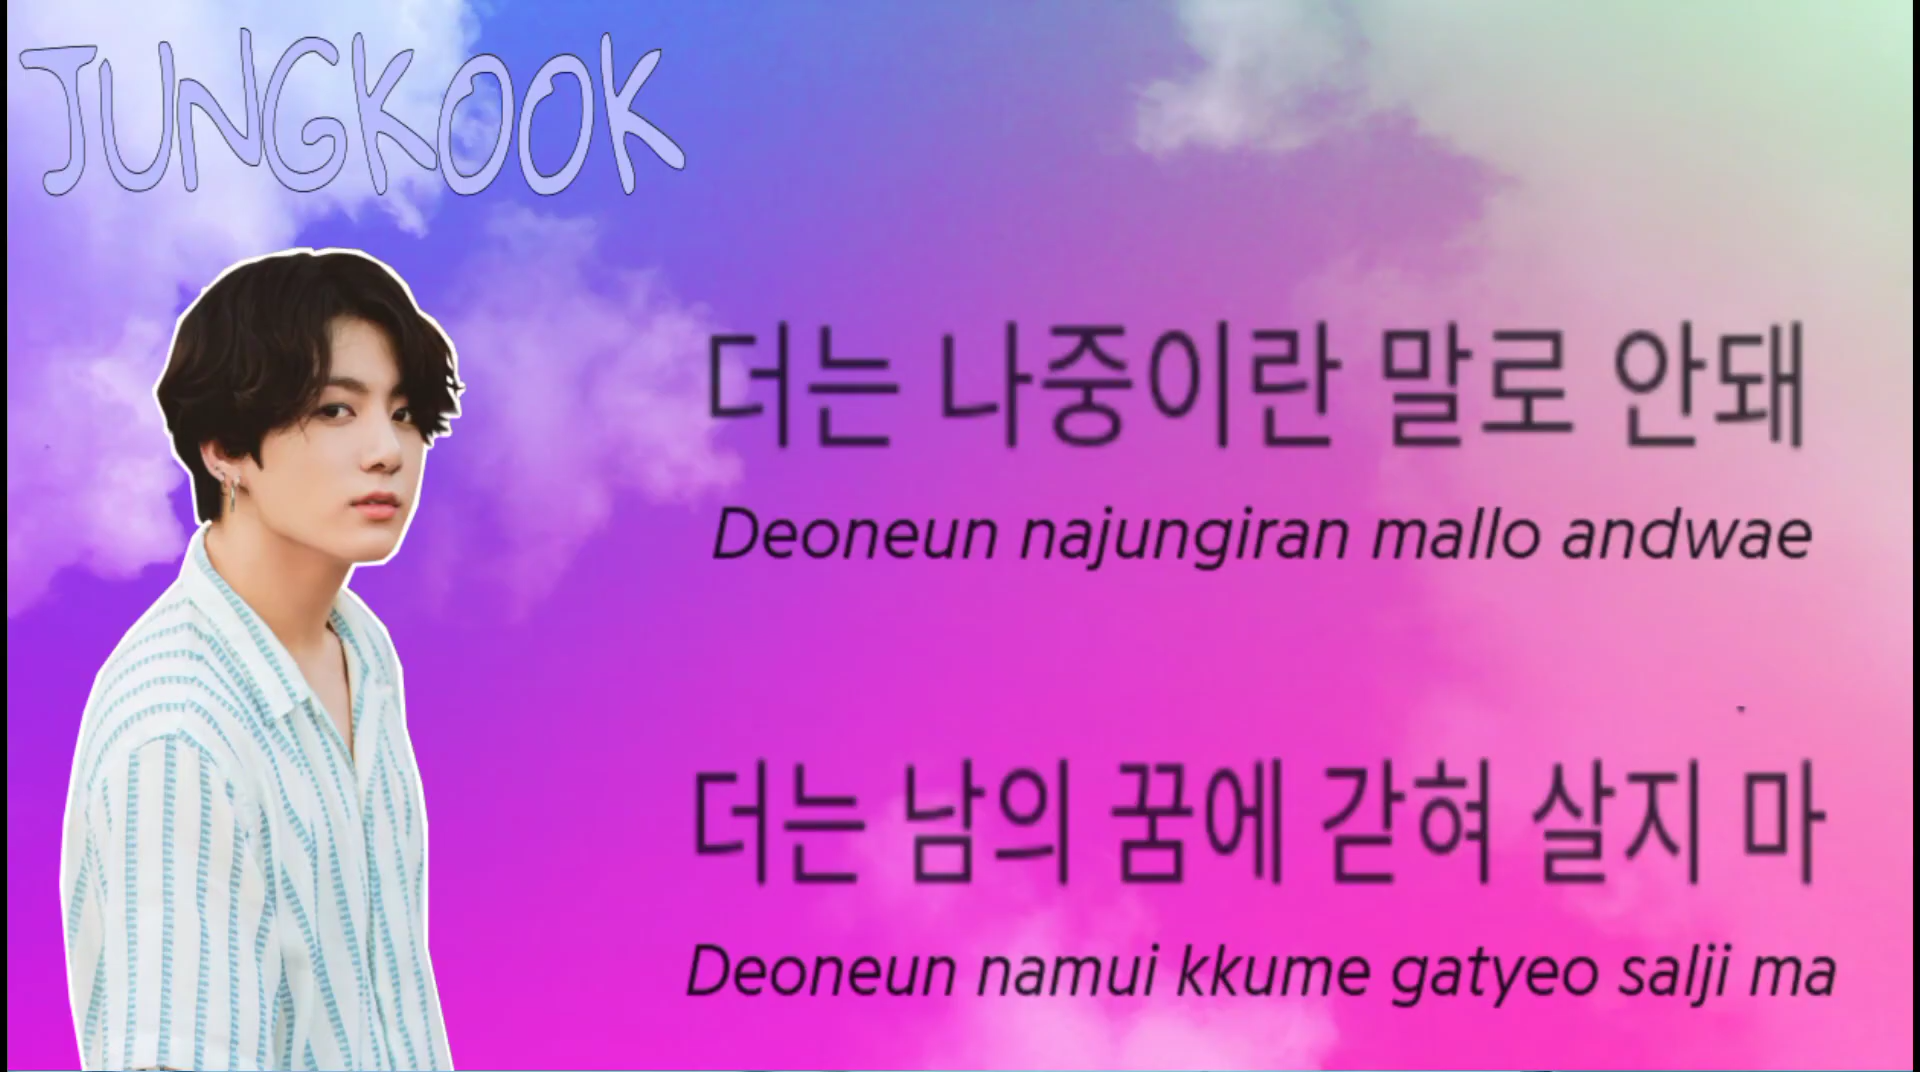 JUNGKOOK
더는 나중이란 말로 안돼
Deoneun najungiran mallo andwae
더는 남의 꿈에 갇혀 살지 마
Deoneun namui kkume gatyeo salji ma